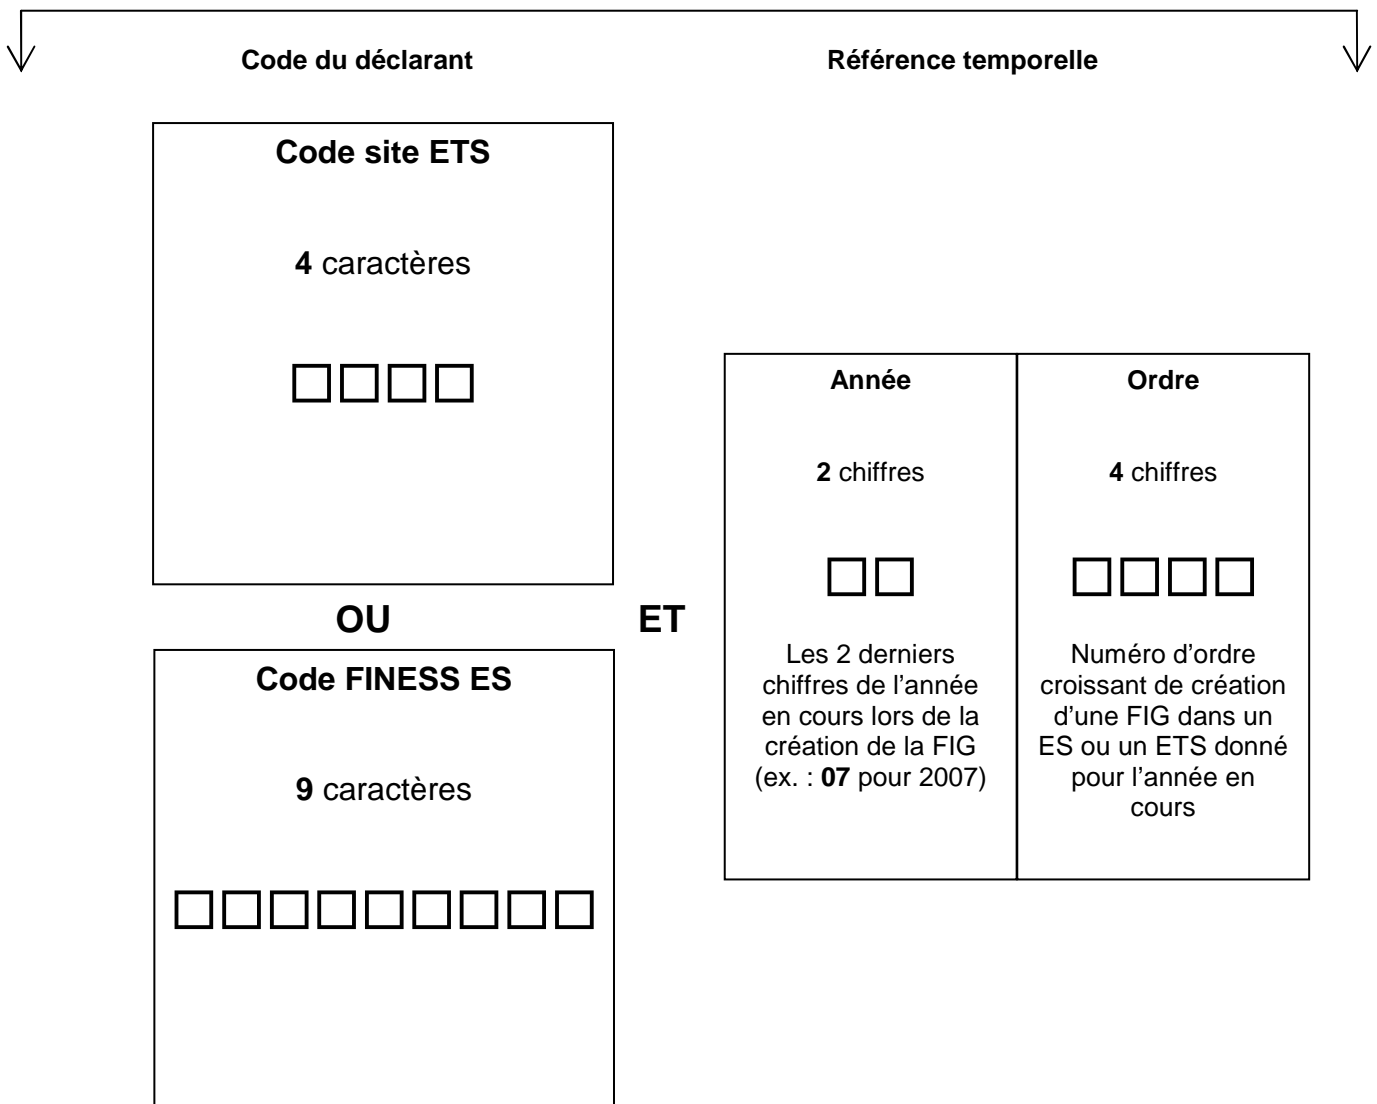 Code du déclarant
Référence temporelle
Code site ETS
4 caractères
OU
Code FINESS ES
9 caractères
ET
Année
2 chiffres
Les 2 derniers
chiffres de l’année
en cours lors de la
création de la FIG
(ex. : 07 pour 2007)
Ordre
4 chiffres
Numéro d’ordre
croissant de création
d’une FIG dans un
ES ou un ETS donné
pour l’année en
cours